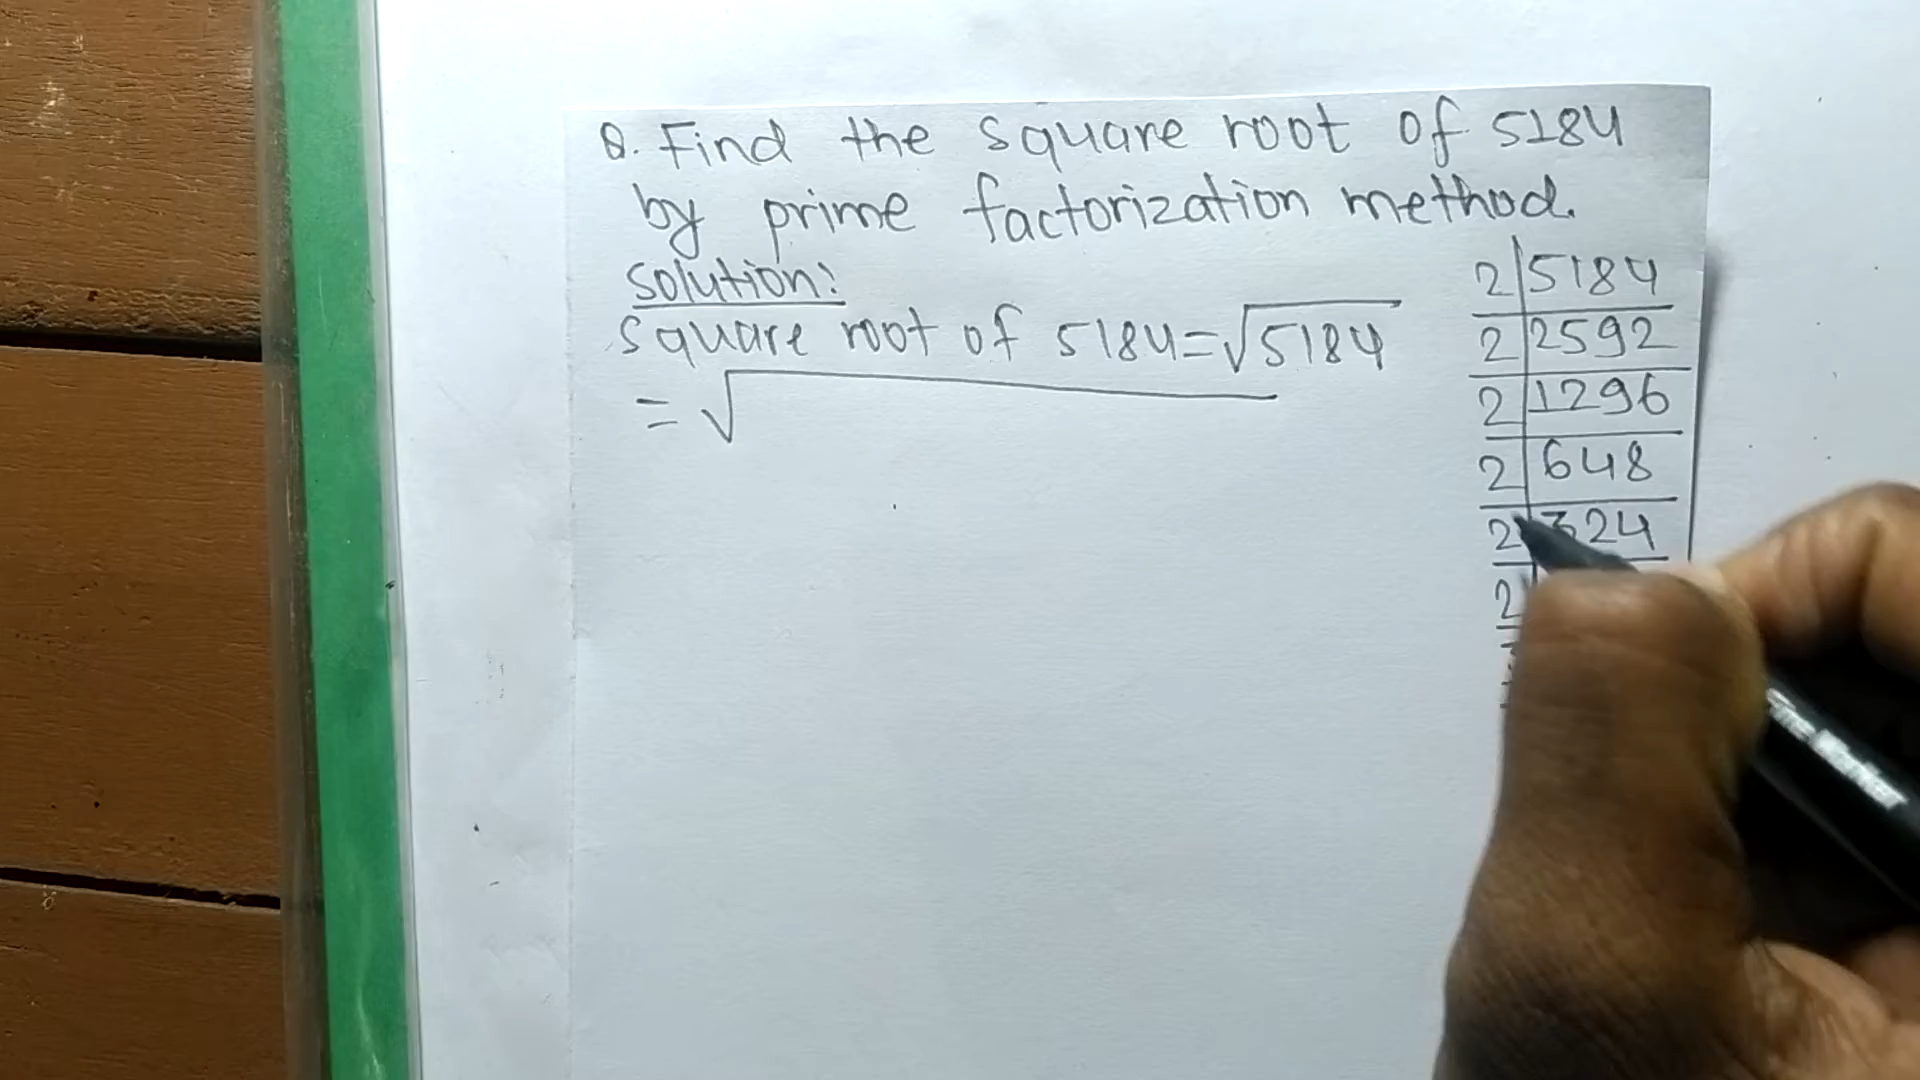 Q. Find the square root of 5184
by prime factorization method.
Solution:
square root of 5184=√5184
= √
2 5184
2 2592
2 1296
2 648
2 324
2